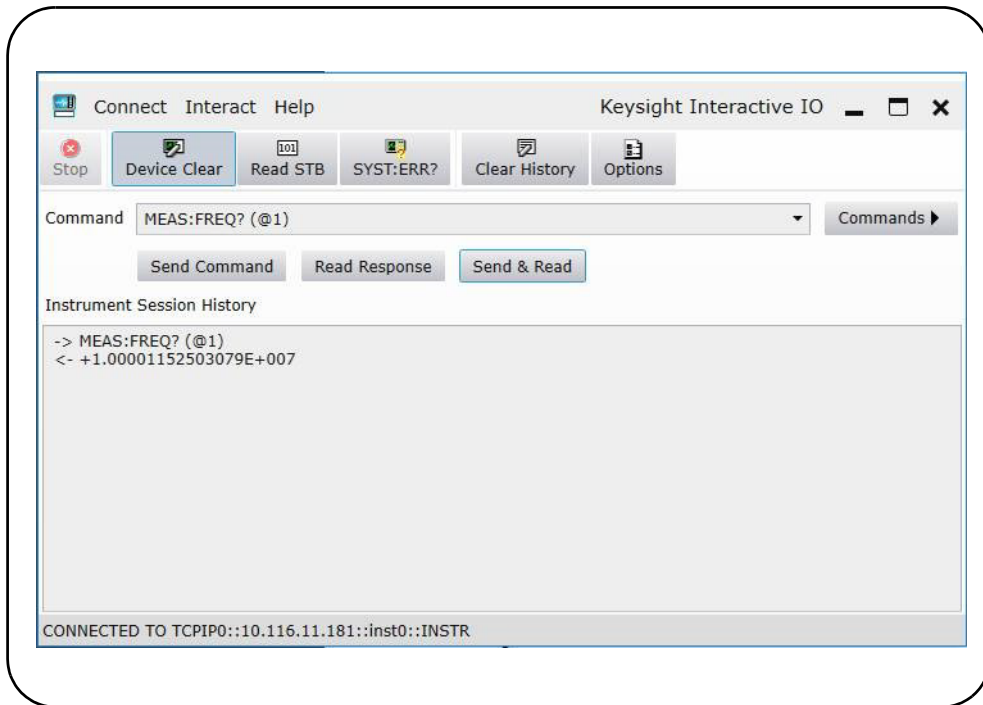 Connect Interact Help Keysight Interactive IO
Stop Device Clear Read STB SYST:ERR? Clear History Options
Command MEAS:FREQ? (@1) Commands
Send Command Read Response Send & Read
Instrument Session History
-> MEAS:FREQ? (@1)
<- +1.00001152503079E+007
CONNECTED TO TCPIP0::10.116.11.181::inst0::INSTR